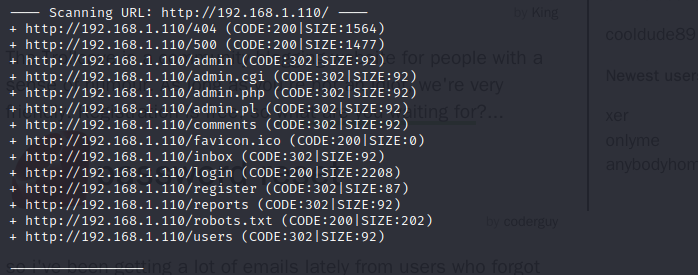 ---- Scanning URL: http://192.168.1.110/ ----
by King
+ http://192.168.1.110/404 (CODE:200|SIZE:1564)
cooldude89
+ http://192.168.1.110/500 (CODE:200|SIZE:1477)
for people with a
+ http://192.168.1.110/admin (CODE:302|SIZE:92)
+ http://192.168.1.110/admin.cgi (CODE:302|SIZE:92)
Newest user
we're very
+ http://192.168.1.110/admin.php (CODE:302|SIZE:92)
+ http://192.168.1.110/admin.pl (CODE:302|SIZE:92)
+ http://192.168.1.110/comments (CODE:302|SIZE:92)
waiting for?...
xer
+ http://192.168.1.110/favicon.ico (CODE:200|SIZE:0)
onlyme
+ http://192.168.1.110/inbox (CODE:302|SIZE:92)
anybodyhom
+ http://192.168.1.110/login (CODE:200|SIZE:2208)
+ http://192.168.1.110/register (CODE:302|SIZE:87)
+ http://192.168.1.110/reports (CODE:302|SIZE:92)
+ http://192.168.1.110/robots.txt (CODE:200|SIZE:202)
by coderguy
+ http://192.168.1.110/users (CODE:302|SIZE:92)
so i've been getting a lot of emails lately from users who forgot